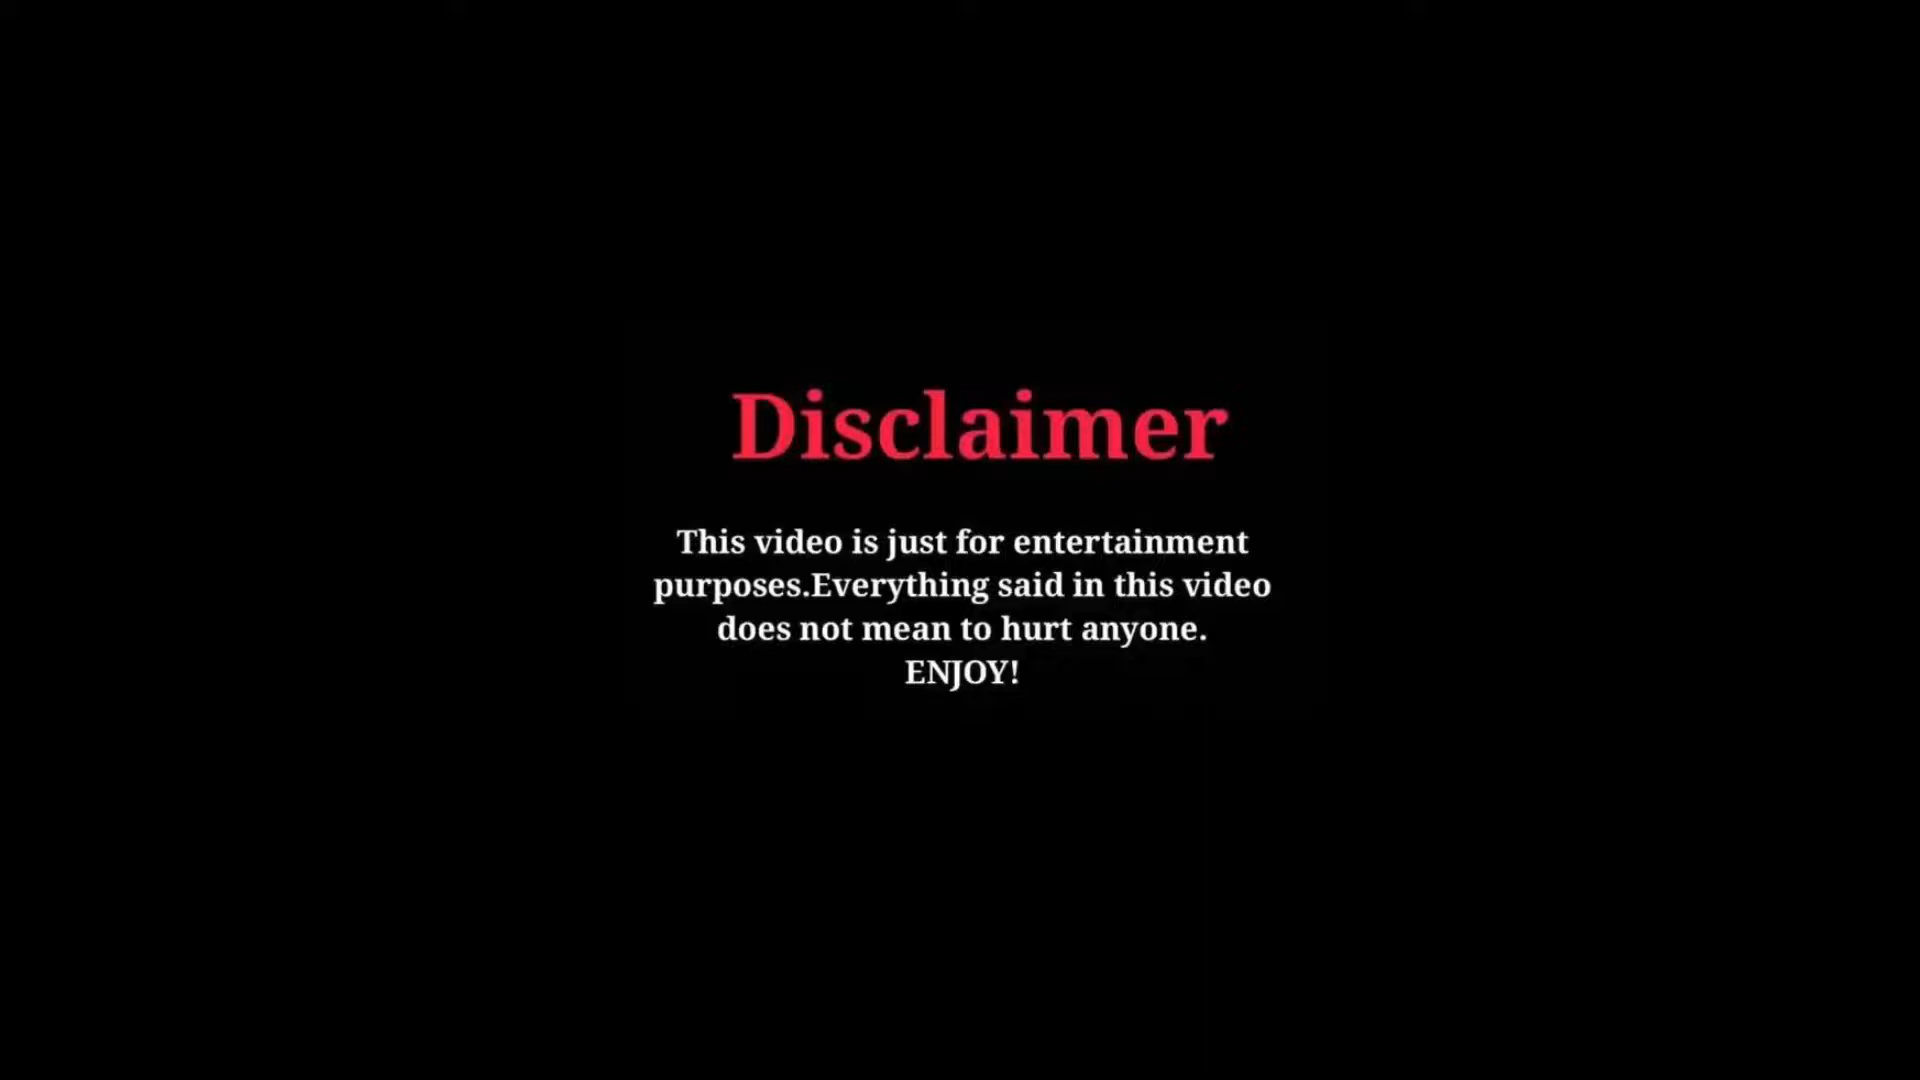 Disclaimer
This video is just for entertainment
purposes.Everything said in this video
does not mean to hurt anyone.
ENJOY!